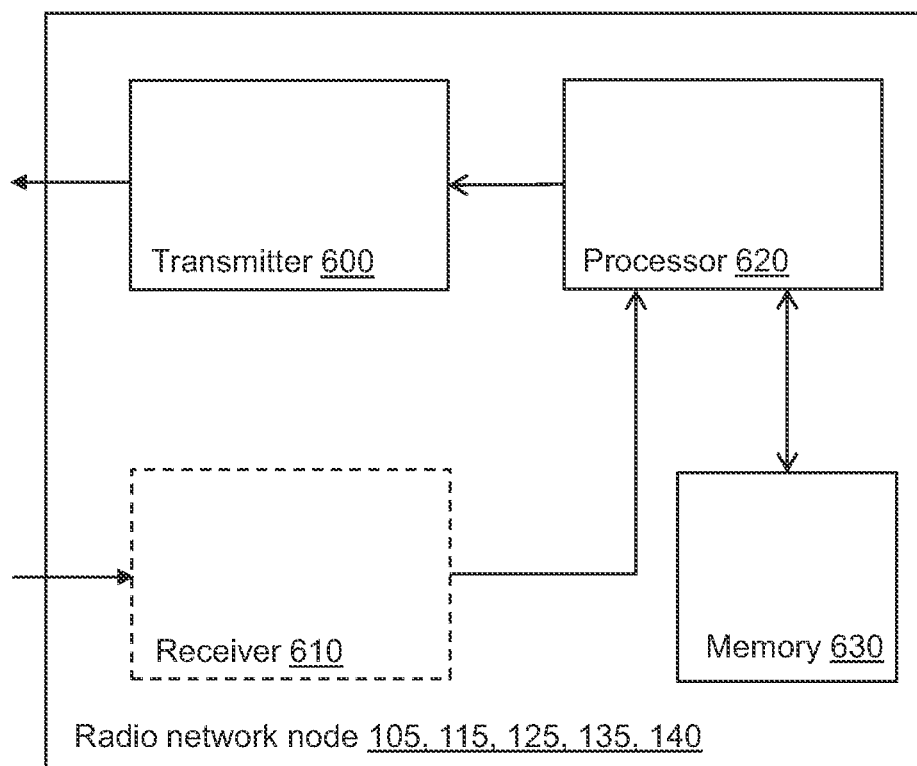 Transmitter 600
Processor 620
Receiver 610
Memory 630
Radio network node 105, 115, 125, 135, 140